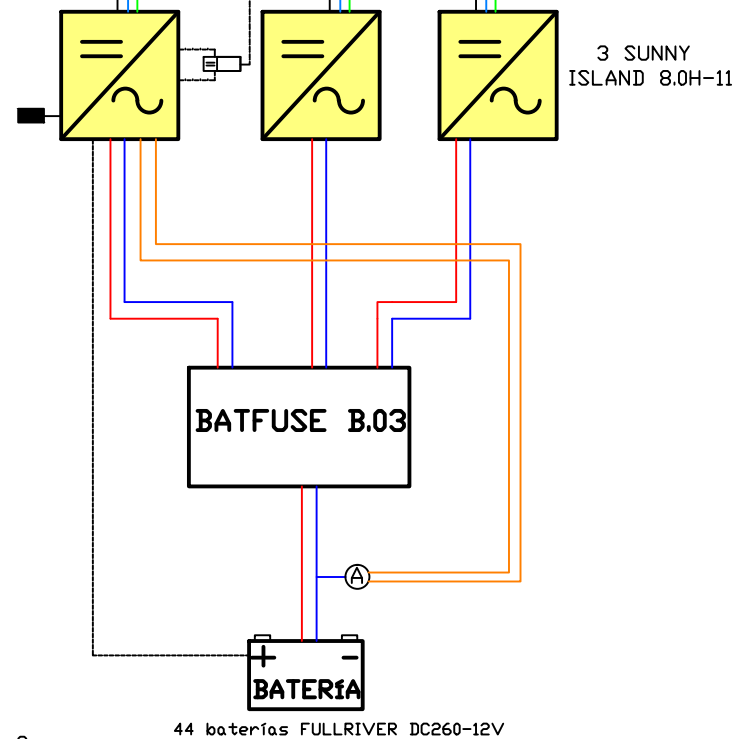 3 SUNNY
ISLAND 8.0H-11
BATFUSE B.03
A
BATERíA
44 baterías FULLRIVER DC260-12V